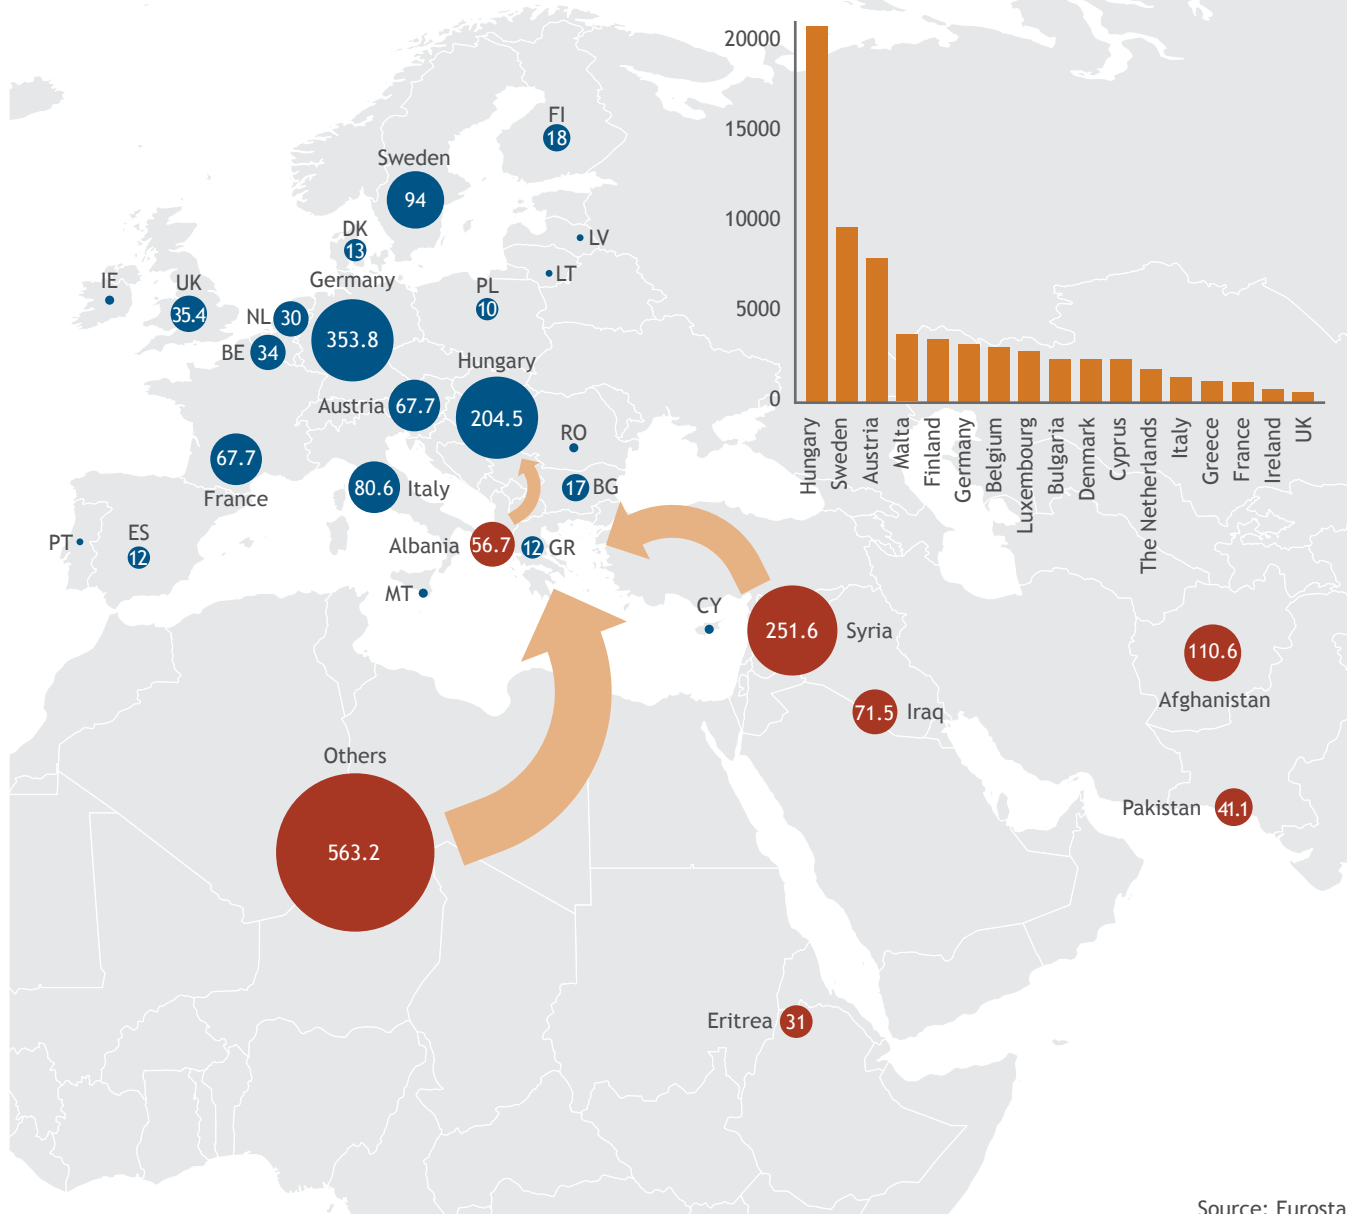 20000
15000
10000
5000
0
Hungary
Sweden
Austria
Malta
Finland
Germany
Belgium
Luxembourg
Bulgaria
Denmark
Cyprus
The Netherlands
Italy
Greece
France
Ireland
UK
FI
18
Sweden
94
DK
13
LV
LT
IE
UK
35.4
Germany
353.8
PL
10
NL 30
BE 34
Hungary
204.5
Austria 67.7
RO
67.7
France
80.6 Italy
17 BG
PT
ES
12
Albania 56.7
12 GR
MT
CY
251.6 Syria
110.6
Afghanistan
71.5 Iraq
Others
563.2
Pakistan 41.1
Eritrea 31
Source: Eurosta